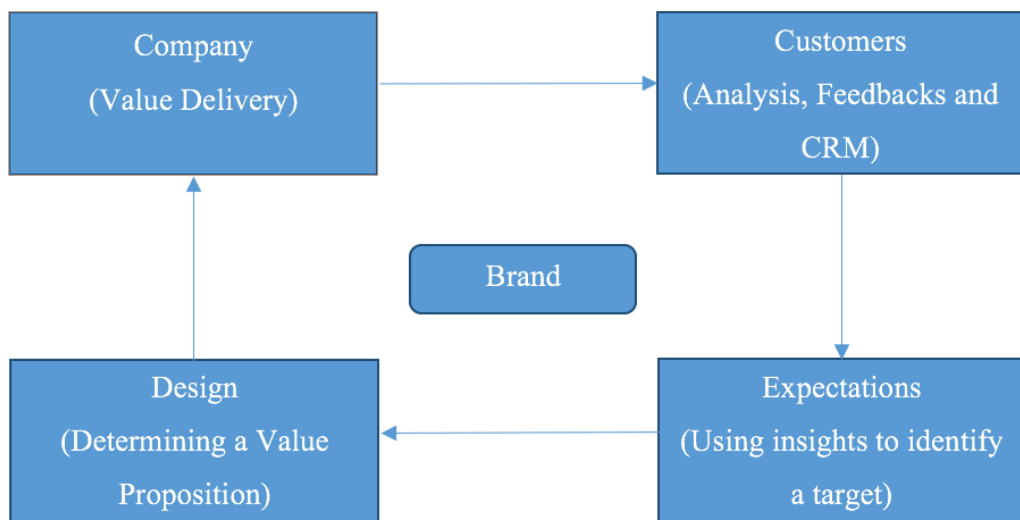 Company
(Value Delivery)
Customers
(Analysis, Feedbacks and
CRM)
Brand
Design
(Determining a Value
Proposition)
Expectations
(Using insights to identify
a target)